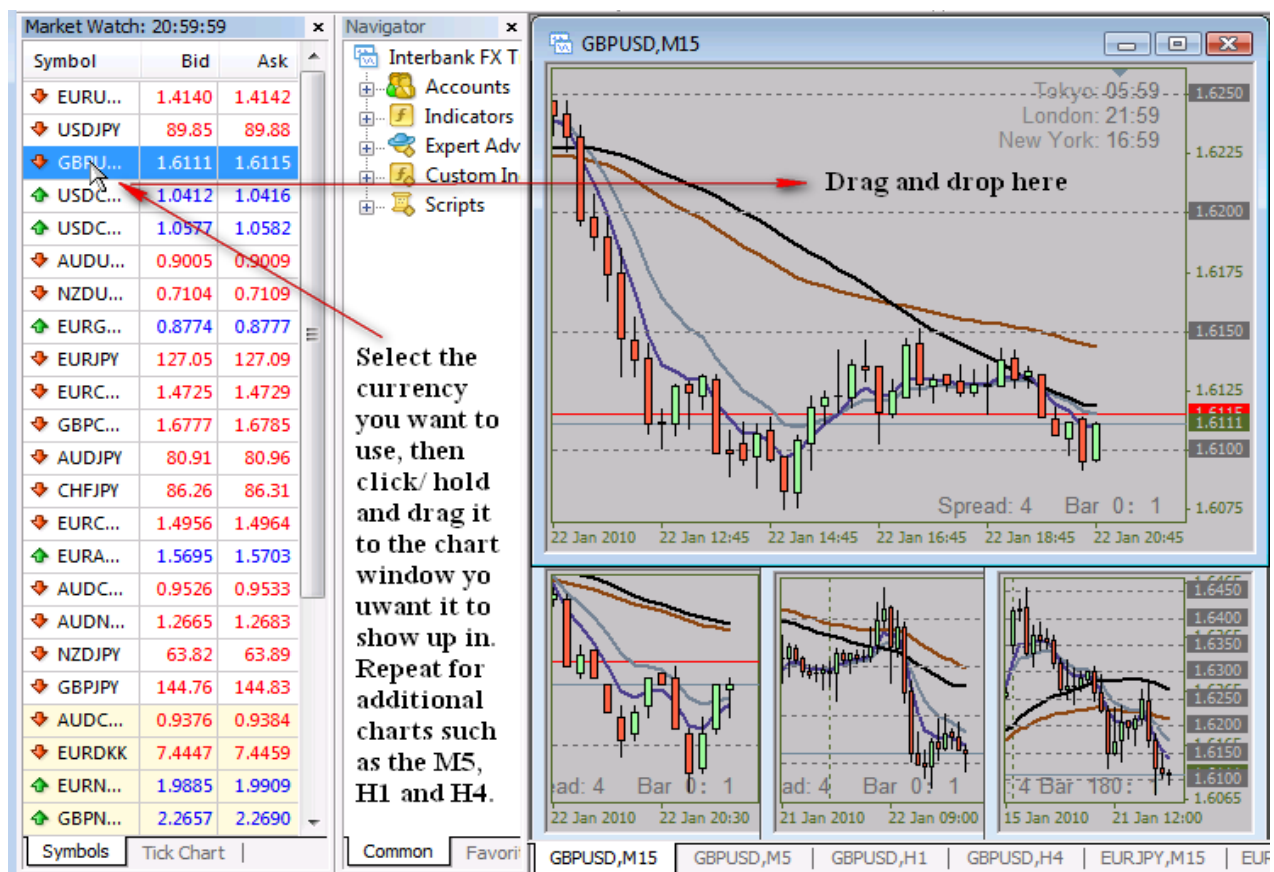 Market Watch: 20:59:59
Symbol Bid Ask
EURU... 1.4140 1.4142
USDJPY 89.85 89.88
GBPU... 1.6111 1.6115
USDC... 1.0412 1.0416
USDC... 1.0577 1.0582
AUDU... 0.9005 0.9009
NZDU... 0.7104 0.7109
EURG... 0.8774 0.8777
EURJPY 127.05 127.09
EURC... 1.4725 1.4729
GBPC... 1.6777 1.6785
AUDJPY 80.91 80.96
CHFJPY 86.26 86.31
EURC... 1.4956 1.4964
EURA... 1.5695 1.5703
AUDC... 0.9526 0.9533
AUDN... 1.2665 1.2683
NZDJPY 63.82 63.89
GBPJPY 144.76 144.83
AUDC... 0.9376 0.9384
EURDKK 7.4447 7.4459
EURN... 1.9885 1.9909
GBPN... 2.2657 2.2690
Symbols Tick Chart
Navigator
Interbank FX T
Accounts
Indicators
Expert Adv
Custom In
Scripts
Select the
currency
you want to
use, then
click/ hold
and drag it
to the chart
window yo
uwant it to
show up in.
Repeat for
additional
charts such
as the M5,
H1 and H4.
Common Favori
GBPUSD,M15
Tokyo: 05:59
London: 21:59
New York: 16:59
Drag and drop here
1.6250
1.6225
1.6200
1.6175
1.6150
1.6125
1.6115
1.6111
1.6100
1.6075
Spread: 4 Bar 0: 1
22 Jan 2010 22 Jan 12:45 22 Jan 14:45 22 Jan 16:45 22 Jan 18:45 22 Jan 20:45
ead: 4 Bar 0: 1
22 Jan 2010 22 Jan 20:30
ad: 4 Bar 0: 1
21 Jan 2010 22 Jan 09:00
1.6450
1.6400
1.6350
1.6300
1.6250
1.6200
1.6150
1.6100
1.6065
4 Bar 180:
15 Jan 2010 21 Jan 12:00
GBPUSD,M15 GBPUSD,M5 GBPUSD,H1 GBPUSD,H4 EURJPY,M15 EUR